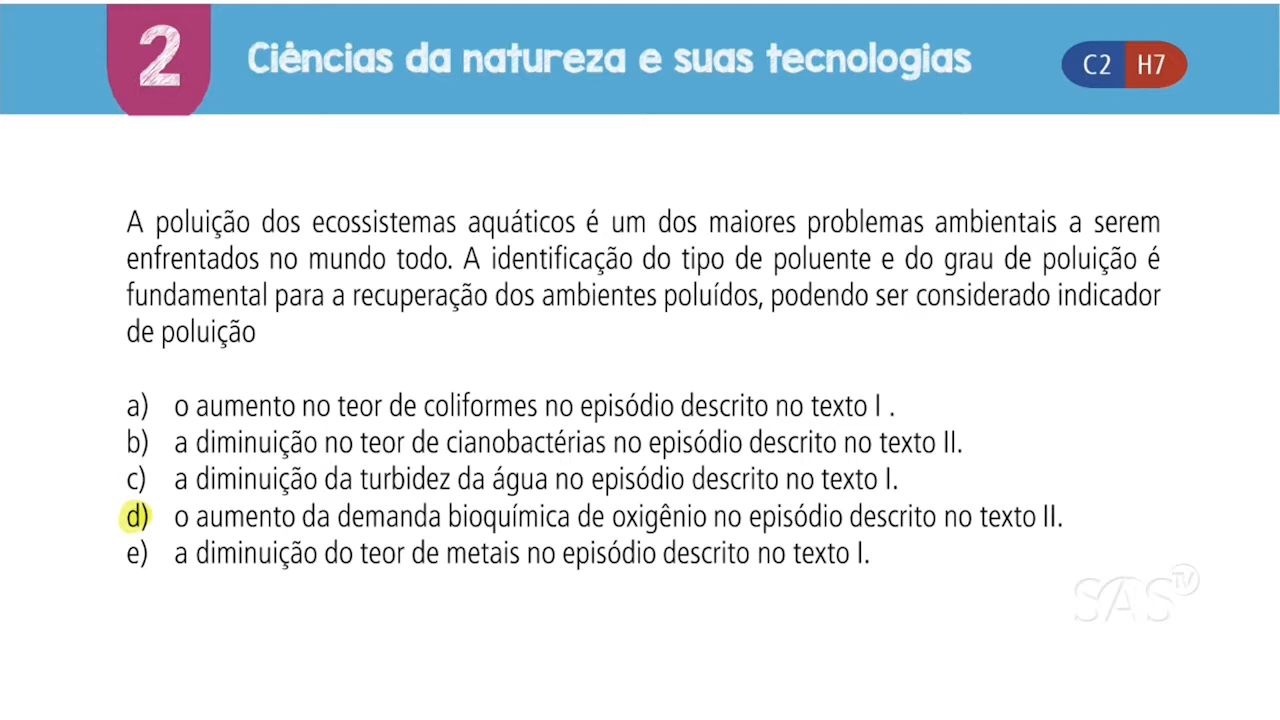 2
Ciências da natureza e suas tecnologias
C2 H7
A poluição dos ecossistemas aquáticos é um dos maiores problemas ambientais a serem
enfrentados no mundo todo. A identificação do tipo de poluente e do grau de poluição é
fundamental para a recuperação dos ambientes poluídos, podendo ser considerado indicador
de poluição
a) o aumento no teor de coliformes no episódio descrito no texto I .
b) a diminuição no teor de cianobactérias no episódio descrito no texto II.
c) a diminuição da turbidez da água no episódio descrito no texto I.
d) o aumento da demanda bioquímica de oxigênio no episódio descrito no texto II.
e) a diminuição do teor de metais no episódio descrito no texto I.
SAS TV